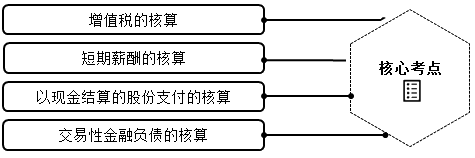 增值税的核算
短期薪酬的核算
以现金结算的股份支付的核算
交易性金融负债的核算
核心考点